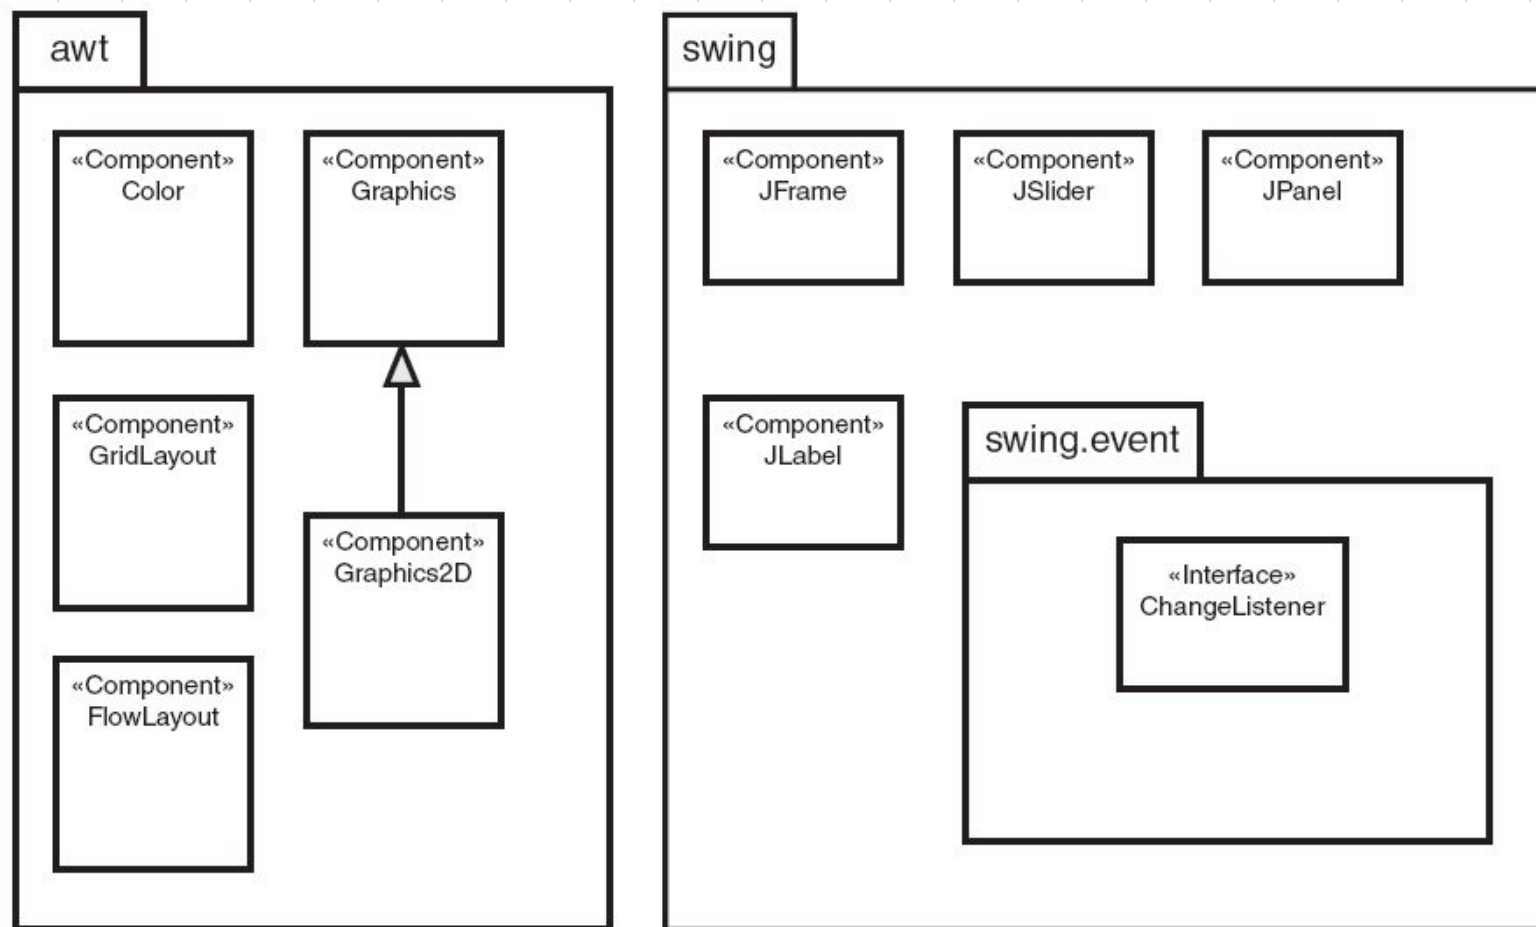 awt
«Component»
Color
«Component»
Graphics
«Component»
GridLayout
«Component»
Graphics2D
«Component»
FlowLayout
swing
«Component»
JFrame
«Component»
JSlider
«Component»
JPanel
«Component»
JLabel
swing.event
«Interface»
ChangeListener